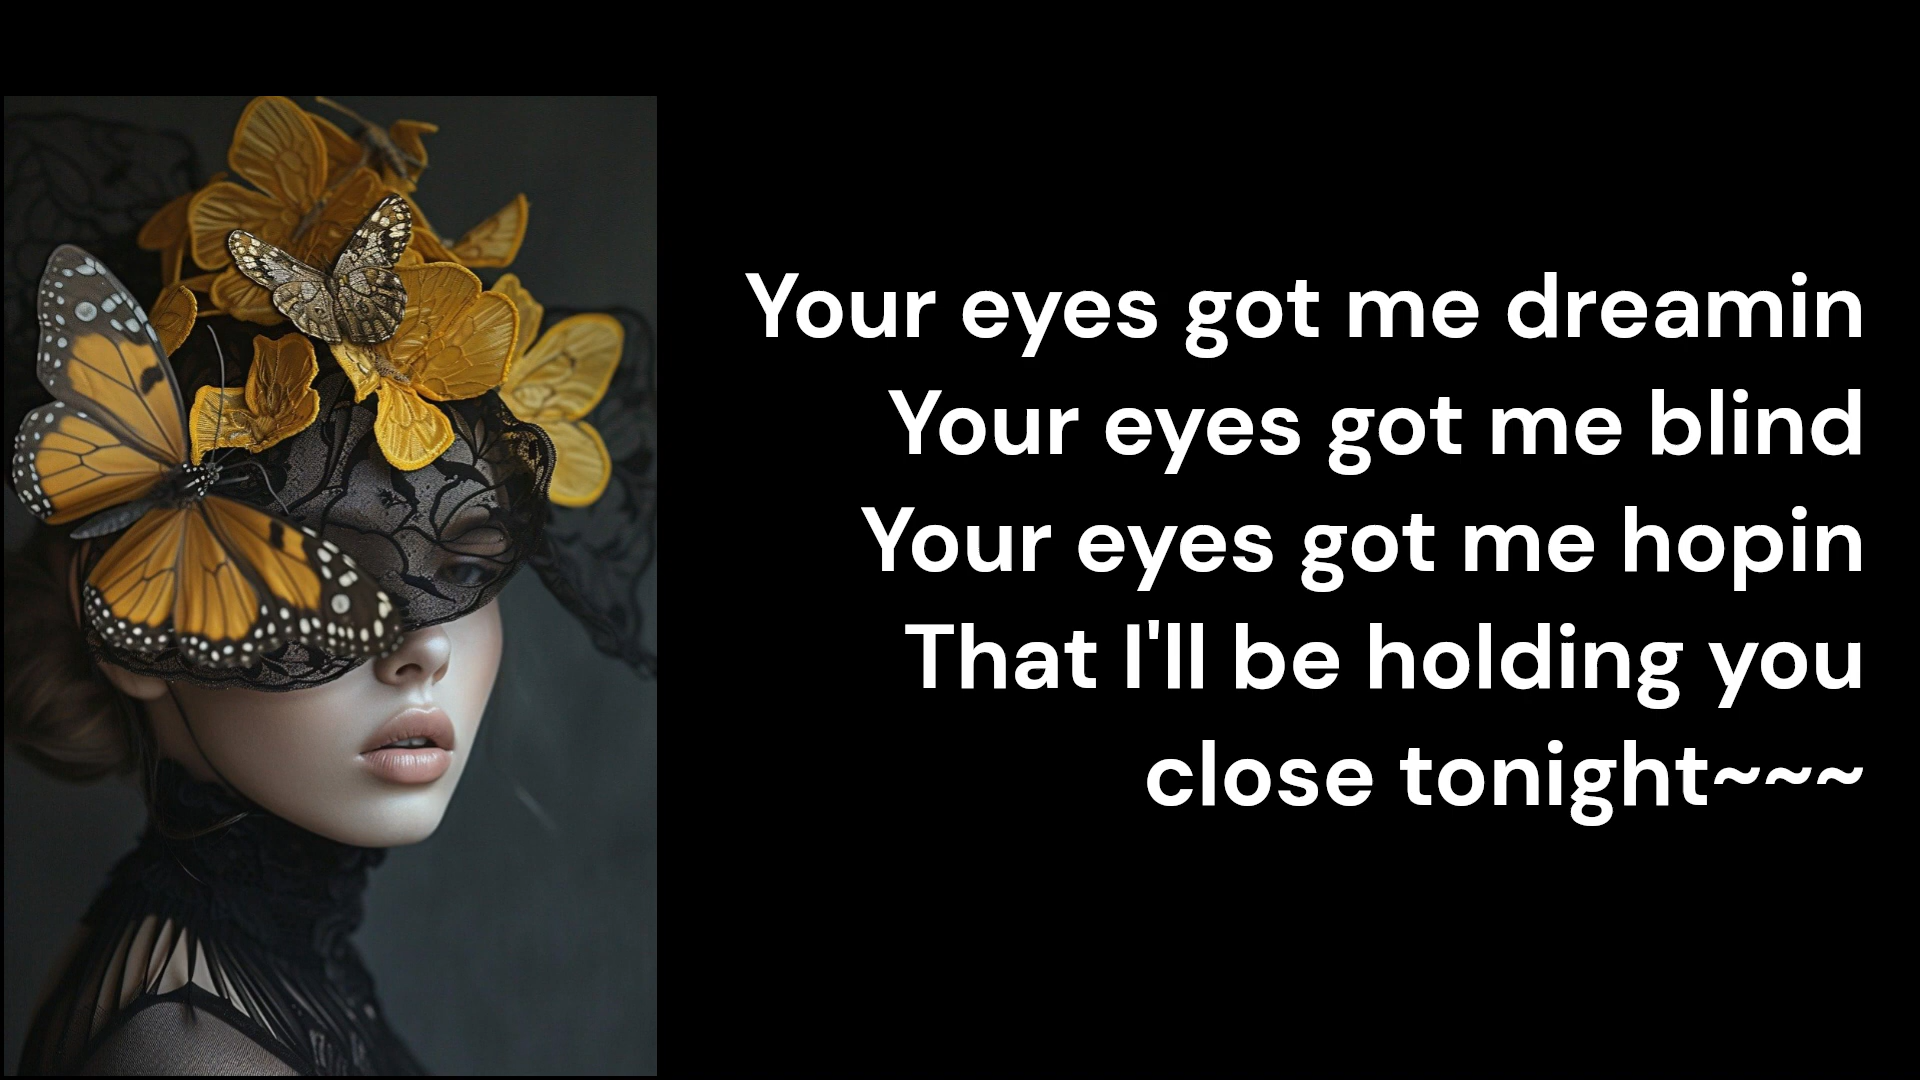 Your eyes got me dreamin
Your eyes got me blind
Your eyes got me hopin
That I'll be holding you
close tonight~~~